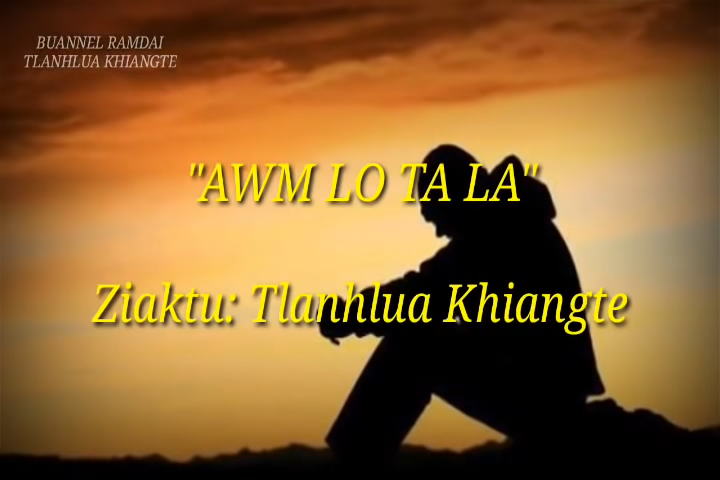 BUANNEL RAMDAI
TLANHLUA KHIANGTE
"AWM LO TA LA"
Ziaktu: Tlanhlua Khiangte